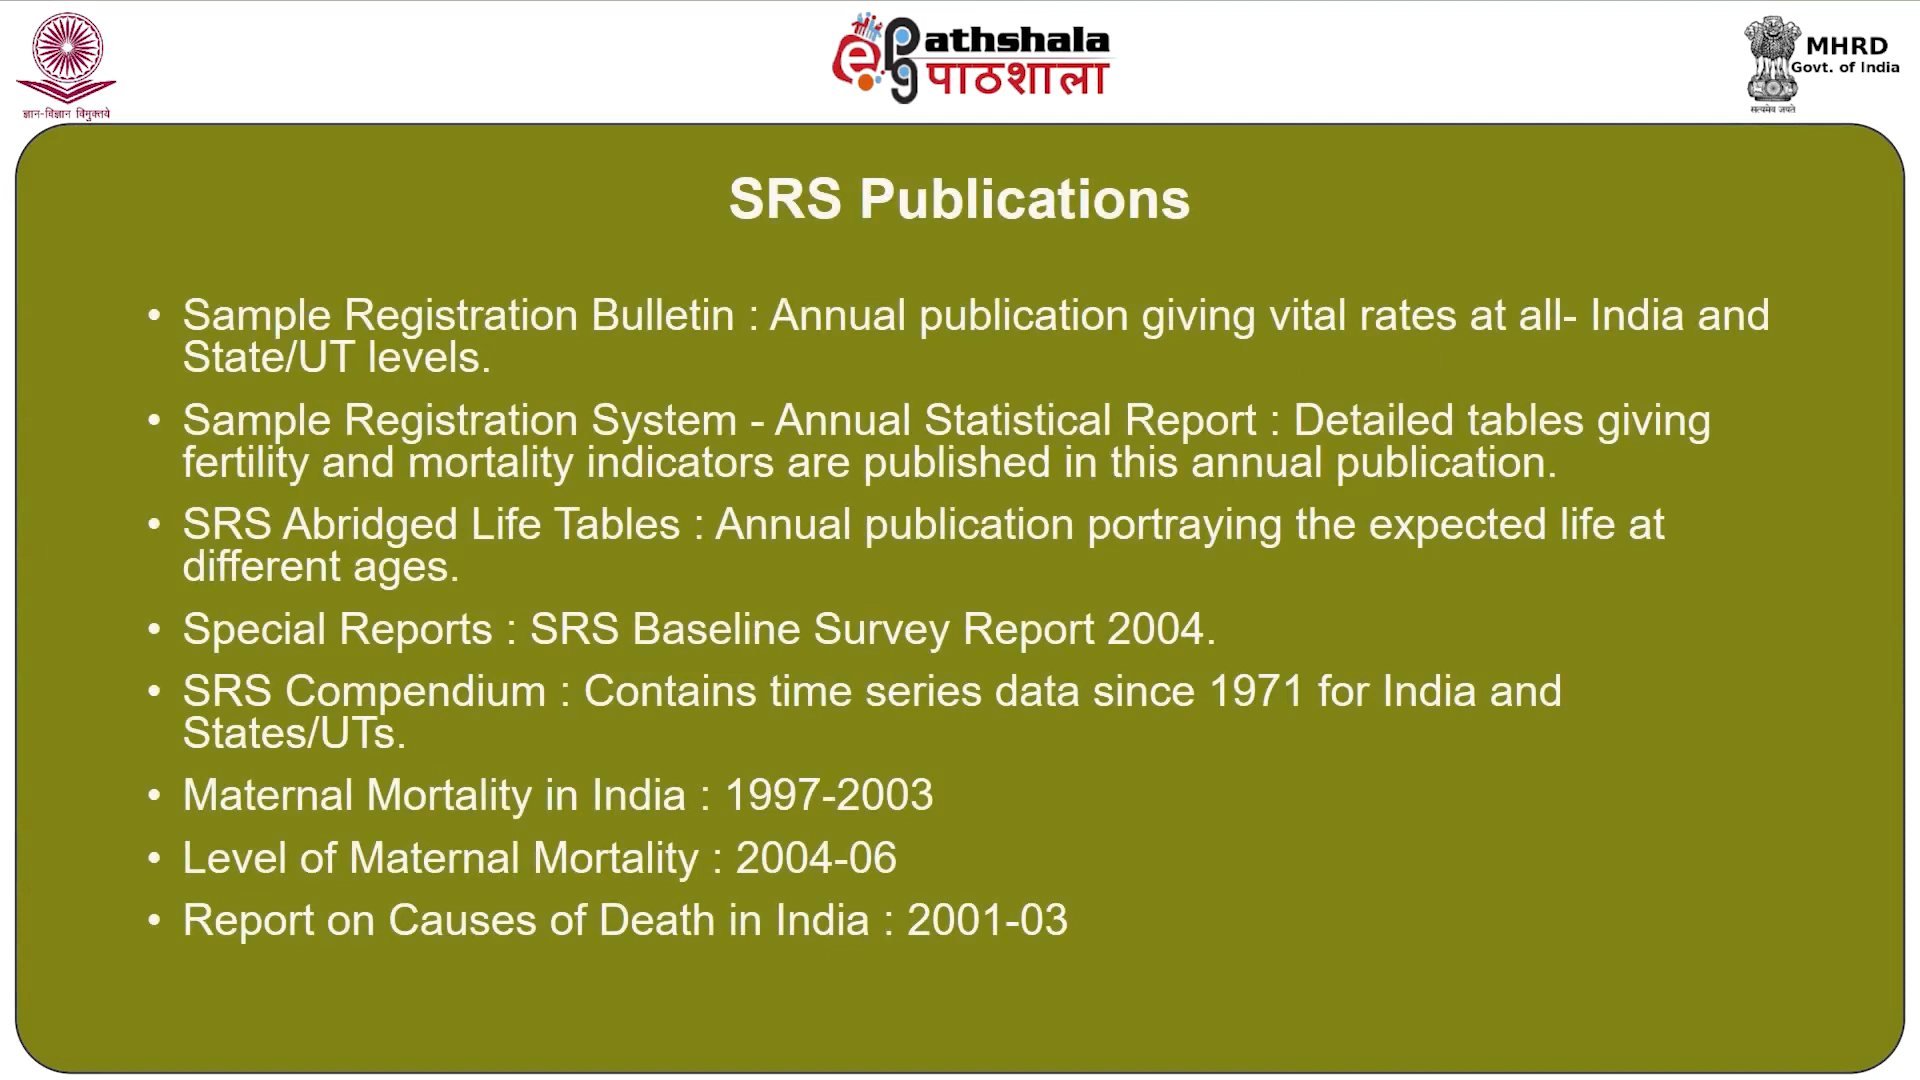 ज्ञान-विज्ञान विमुक्तये
ePG Pathshala
पाठशाला
MHRD
Govt. of India
सत्यमेव जयते
SRS Publications
• Sample Registration Bulletin : Annual publication giving vital rates at all- India and
State/UT levels.
• Sample Registration System - Annual Statistical Report : Detailed tables giving
fertility and mortality indicators are published in this annual publication.
• SRS Abridged Life Tables : Annual publication portraying the expected life at
different ages.
• Special Reports : SRS Baseline Survey Report 2004.
• SRS Compendium : Contains time series data since 1971 for India and
States/UTs.
• Maternal Mortality in India : 1997-2003
• Level of Maternal Mortality : 2004-06
• Report on Causes of Death in India : 2001-03